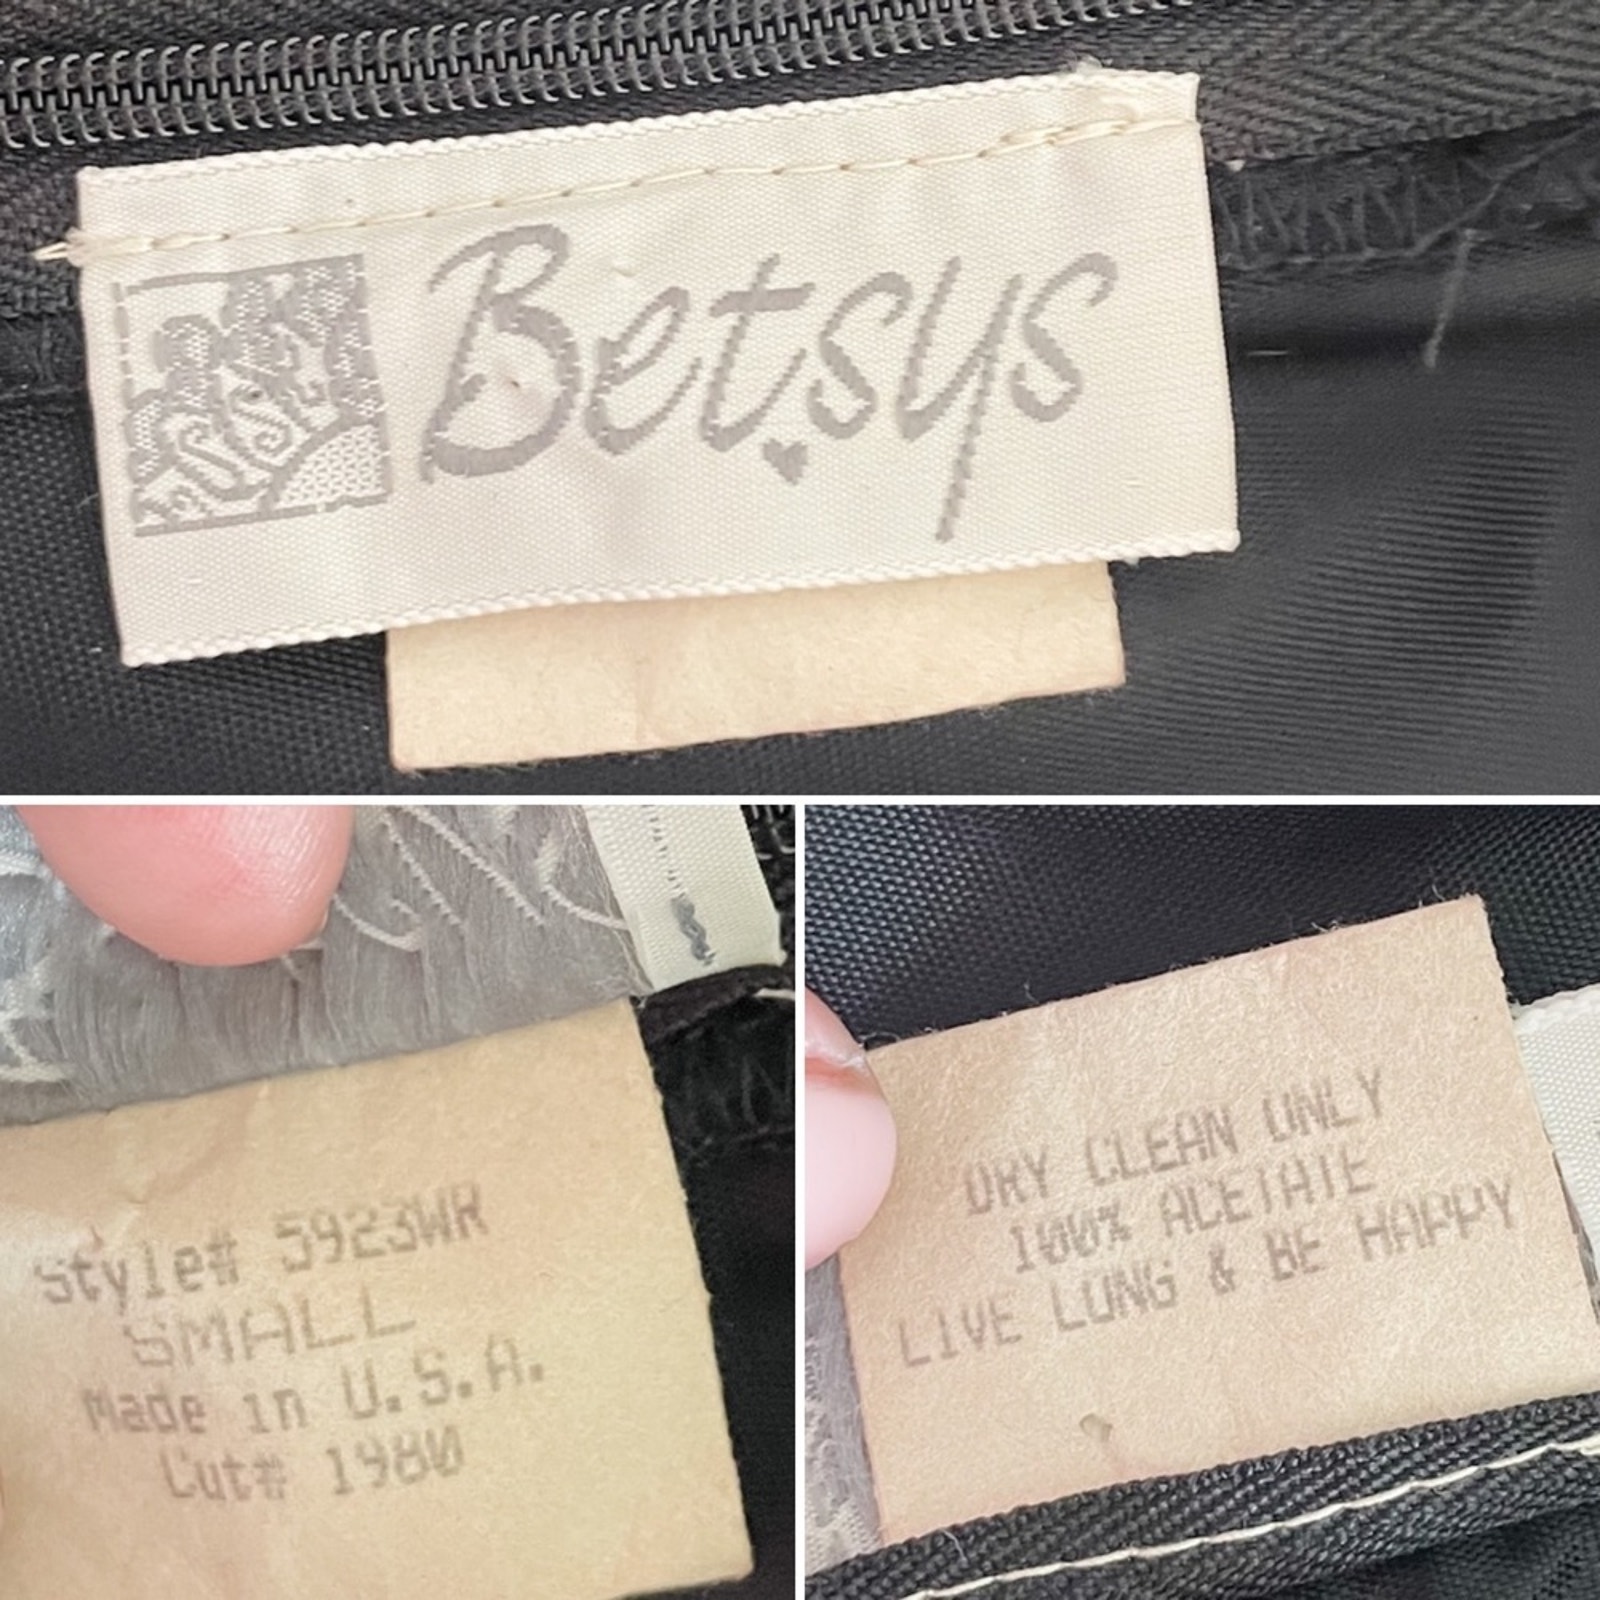 Betsys
Style# 5923WR
SMALL
Made in U.S.A.
Cut# 1980
DRY CLEAN ONLY
100% ACETATE
LIVE LONG & BE HAPPY